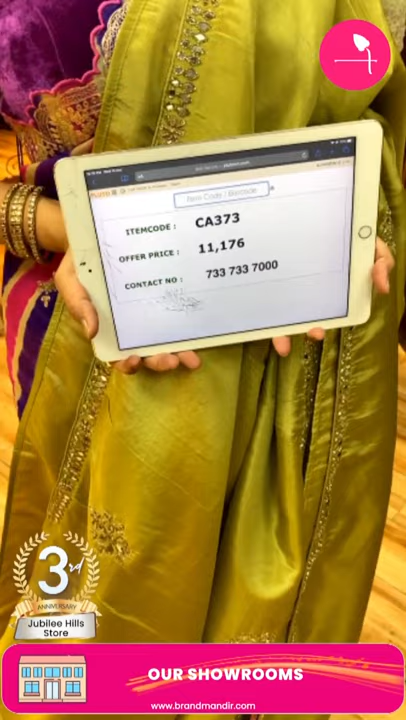 Item Code / Barcode
ITEMCODE : CA373
OFFER PRICE : 11,176
CONTACT NO : 733 733 7000
3rd
ANNIVERSARY
Jubilee Hills
Store
OUR SHOWROOMS
www.brandmandir.com